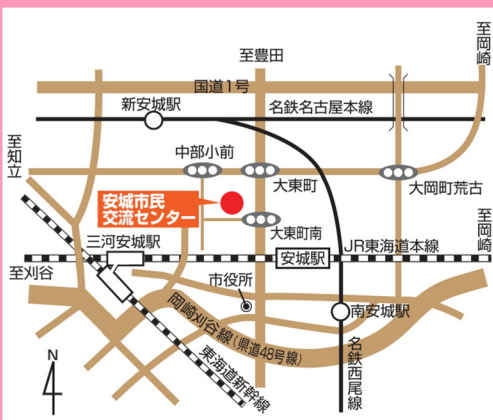 至豊田
至岡崎
国道1号
新安城駅
名鉄名古屋本線
至知立
中部小前
大東町
大岡町荒古
安城市民
交流センター
大東町南
至岡崎
三河安城駅
安城駅
JR東海道本線
至刈谷
市役所
南安城駅
岡崎刈谷線(県道48号線)
東海道新幹線
名鉄西尾線
N